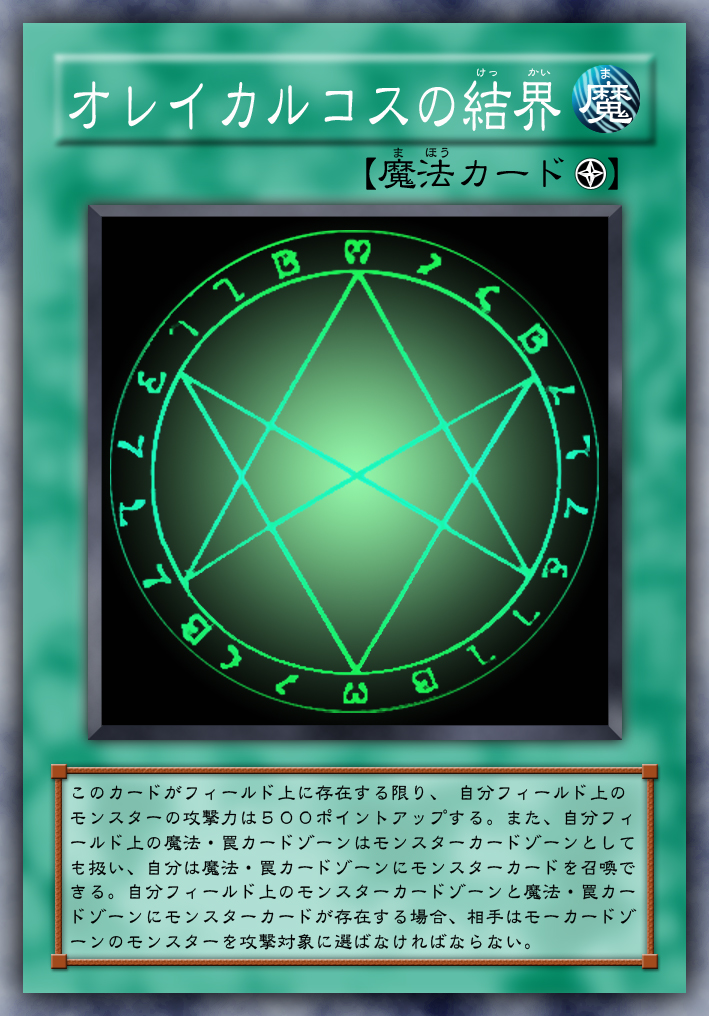 オレイカルコスの結界 魔
【魔法カード】
このカードがフィールド上に存在する限り、 自分フィールド上の
モンスターの攻撃力は５００ポイントアップする。また、自分フィ
ールド上の魔法・罠カードゾーンはモンスターカードゾーンとして
も扱い、自分は魔法・罠カードゾーンにモンスターカードを召喚で
きる。自分フィールド上のモンスターカードゾーンと魔法・罠カー
ドゾーンにモンスターカードが存在する場合、相手はモーカードゾ
ーンのモンスターを攻撃対象に選ばなければならない。